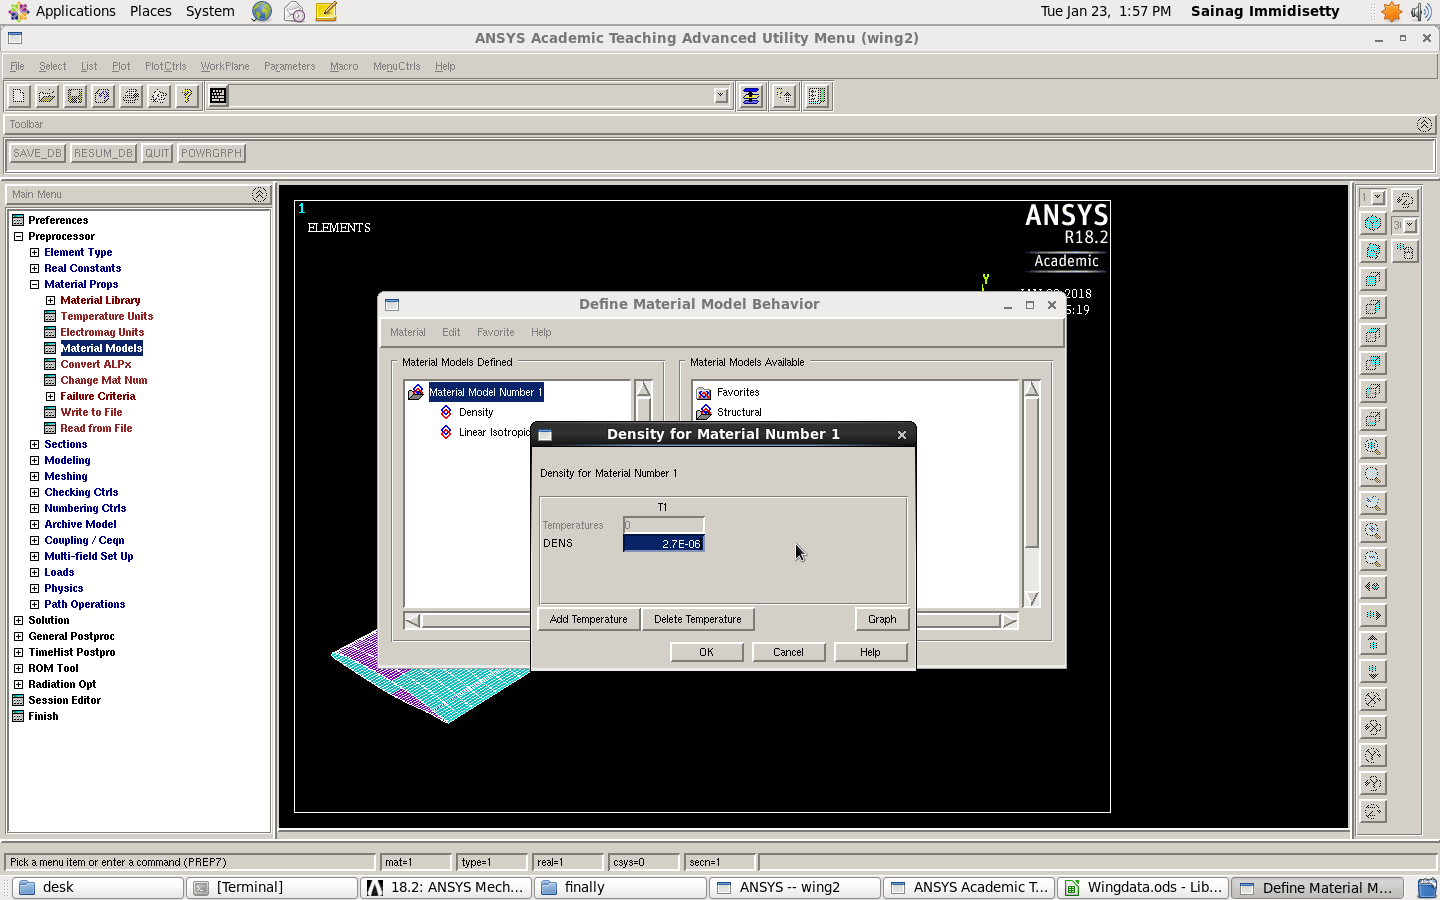 Applications Places System
Tue Jan 23, 1:57 PM Sainag Immidisetty
ANSYS Academic Teaching Advanced Utility Menu (wing2)
File Select List Plot PlotCtrls WorkPlane Parameters Macro MenuCtrls Help
Toolbar
SAVE_DB RESUM_DB QUIT POWRGRPH
Main Menu
Preferences
Preprocessor
Element Type
Real Constants
Material Props
Material Library
Temperature Units
Electromag Units
Material Models
Convert ALPx
Change Mat Num
Failure Criteria
Write to File
Read from File
Sections
Modeling
Meshing
Checking Ctrls
Numbering Ctrls
Archive Model
Coupling / Ceqn
Multi-field Set Up
Loads
Physics
Path Operations
Solution
General Postproc
TimeHist Postpro
ROM Tool
Radiation Opt
Session Editor
Finish
1
ELEMENTS
ANSYS
R18.2
Academic
Y
2018
5:19
1
Define Material Model Behavior
Material Edit Favorite Help
Material Models Defined
Material Model Number 1
Density
Linear Isotropic
Material Models Available
Favorites
Structural
Density for Material Number 1
Density for Material Number 1
T1
Temperatures 0
DENS 2.7E-06
Add Temperature Delete Temperature Graph
OK Cancel Help
Pick a menu item or enter a command (PREP7) mat=1 type=1 real=1 csys=0 secn=1
desk [Terminal] 18.2: ANSYS Mech... finally ANSYS -- wing2 ANSYS Academic T... Wingdata.ods - Lib... Define Material M...